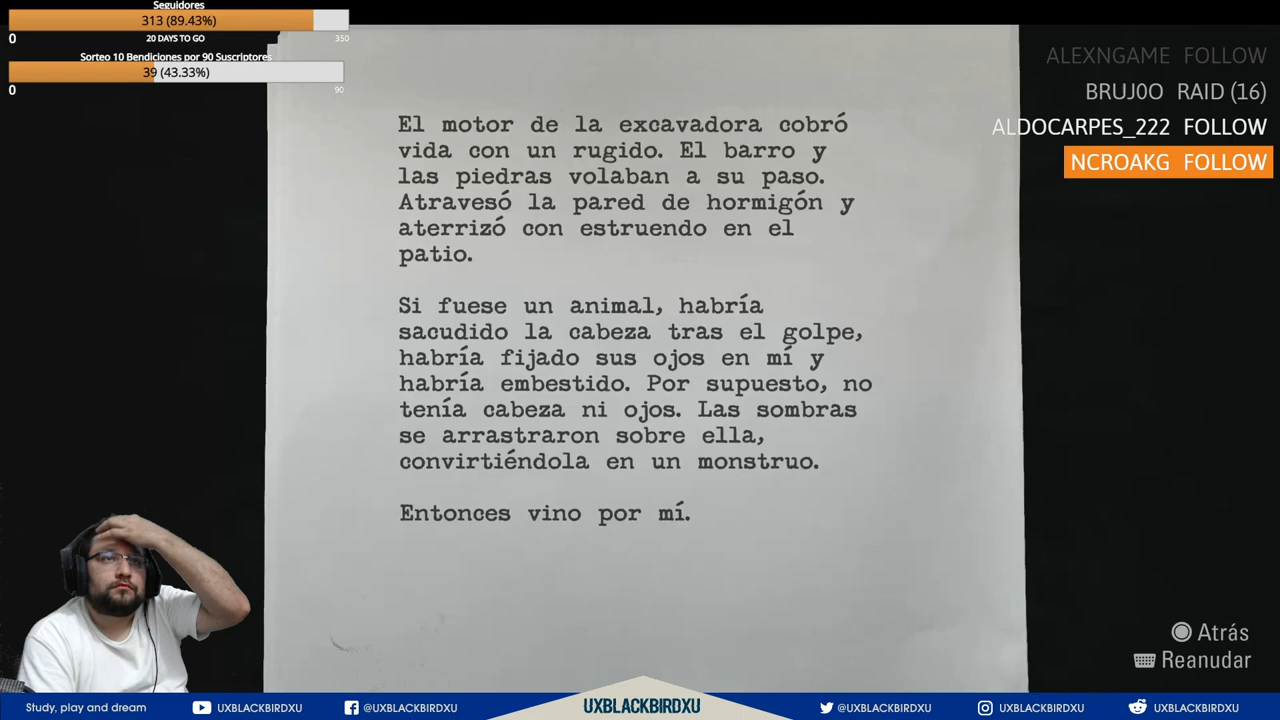 Seguidores
313 (89.43%)
0 20 DAYS TO GO 350
Sorteo 10 Bendiciones por 90 Suscriptores
39 (43.33%)
0 90
ALEXNGAME FOLLOW
BRUJ0O RAID (16)
ALDOCARPES_222 FOLLOW
NCROAKG FOLLOW
El motor de la excavadora cobró
vida con un rugido. El barro y
las piedras volaban a su paso.
Atravesó la pared de hormigón y
aterrizó con estruendo en el
patio.
Si fuese un animal, habría
sacudido la cabeza tras el golpe,
habría fijado sus ojos en mí y
habría embestido. Por supuesto, no
tenía cabeza ni ojos. Las sombras
se arrastraron sobre ella,
convirtiéndola en un monstruo.
Entonces vino por mí.
Atrás
Reanudar
Study, play and dream
UXBLACKBIRDXU
@UXBLACKBIRDXU
UXBLACKBIRDXU
@UXBLACKBIRDXU
UXBLACKBIRDXU
UXBLACKBIRDXU